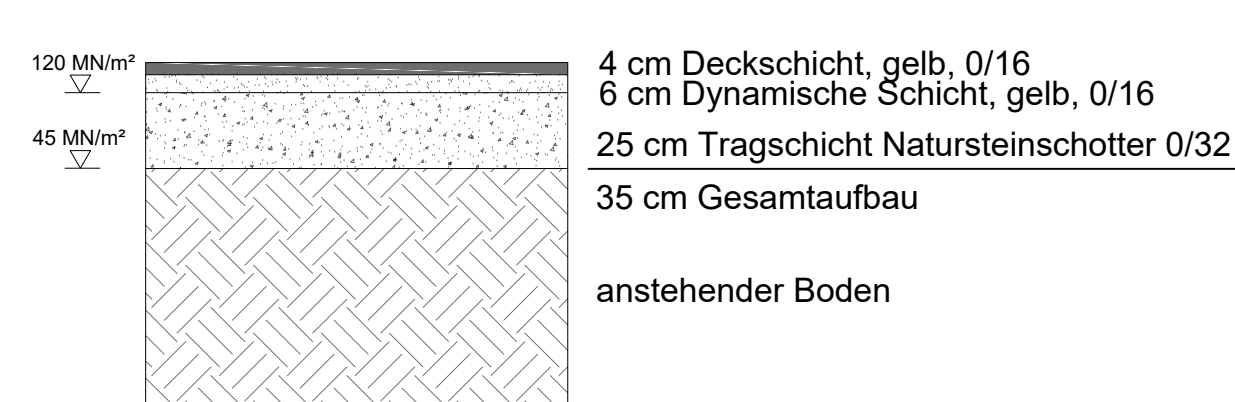 120 MN/m²
4 cm Deckschicht, gelb, 0/16
6 cm Dynamische Schicht, gelb, 0/16
45 MN/m²
25 cm Tragschicht Natursteinschotter 0/32
35 cm Gesamtaufbau
anstehender Boden